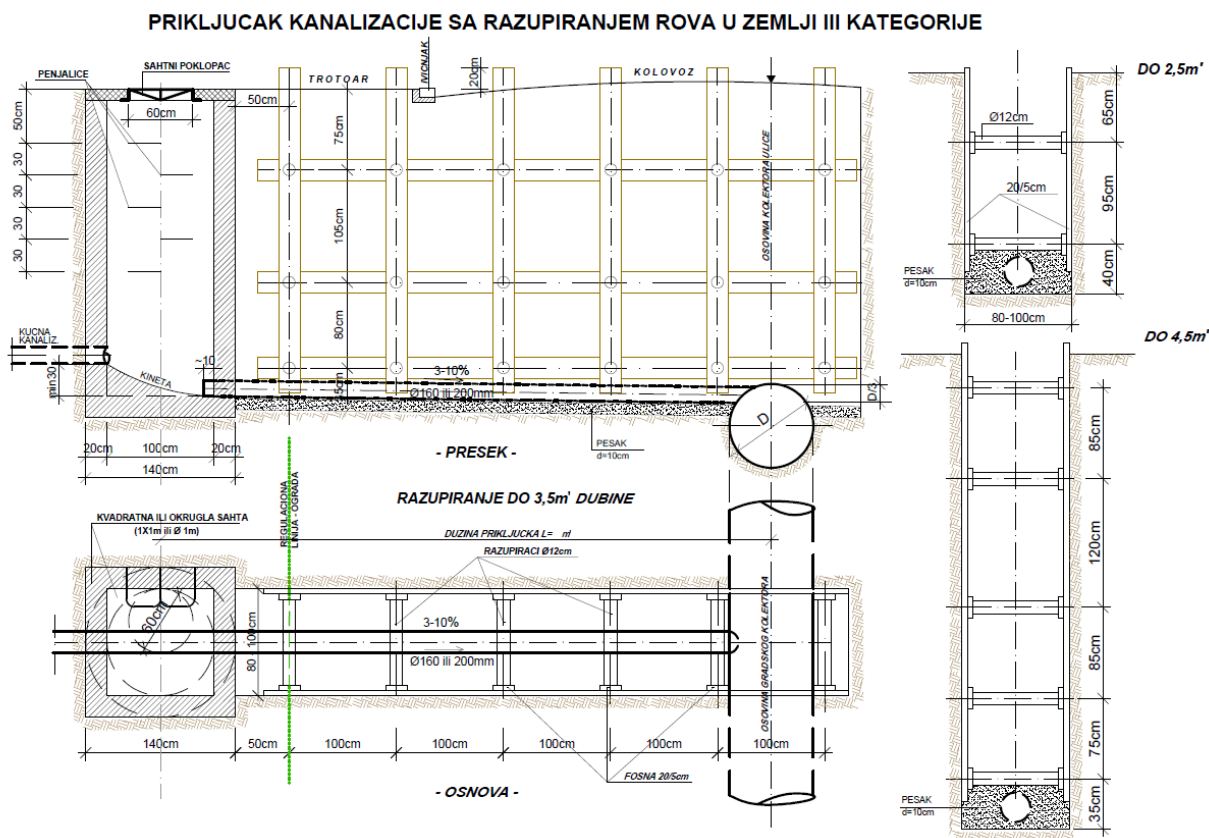 PRIKLJUCAK KANALIZACIJE SA RAZUPIRANJEM ROVA U ZEMLJI III KATEGORIJE
PENJALICE
SAHTNI POKLOPAC
60cm
50cm
30
30
30
30
KUCNA
KANALIZ.
min30
KINETA
~10
20cm
100cm
20cm
140cm
50cm
TROTOAR
IVICNJAK
20cm
KOLOVOZ
75cm
105cm
80cm
OSOVINA KOLEKTORA ULICE
3-10%
Ø160 ili 200mm
D/3
D
PESAK
d=10cm
- PRESEK -
RAZUPIRANJE DO 3,5m' DUBINE
REGULACIONA
LINIJA - OGRADA
KVADRATNA ILI OKRUGLA SAHTA
(1X1m ili Ø 1m)
DUZINA PRIKLJUCKA L= m'
RAZUPIRACI Ø12cm
60cm
80 - 100cm
3-10%
Ø160 ili 200mm
OSOVINA GRADSKOG KOLEKTORA
140cm
50cm
100cm
100cm
100cm
100cm
100cm
FOSNA 20/5cm
- OSNOVA -
DO 2,5m'
Ø12cm
65cm
20/5cm
95cm
PESAK
d=10cm
40cm
80-100cm
DO 4,5m'
85cm
120cm
85cm
75cm
PESAK
d=10cm
35cm